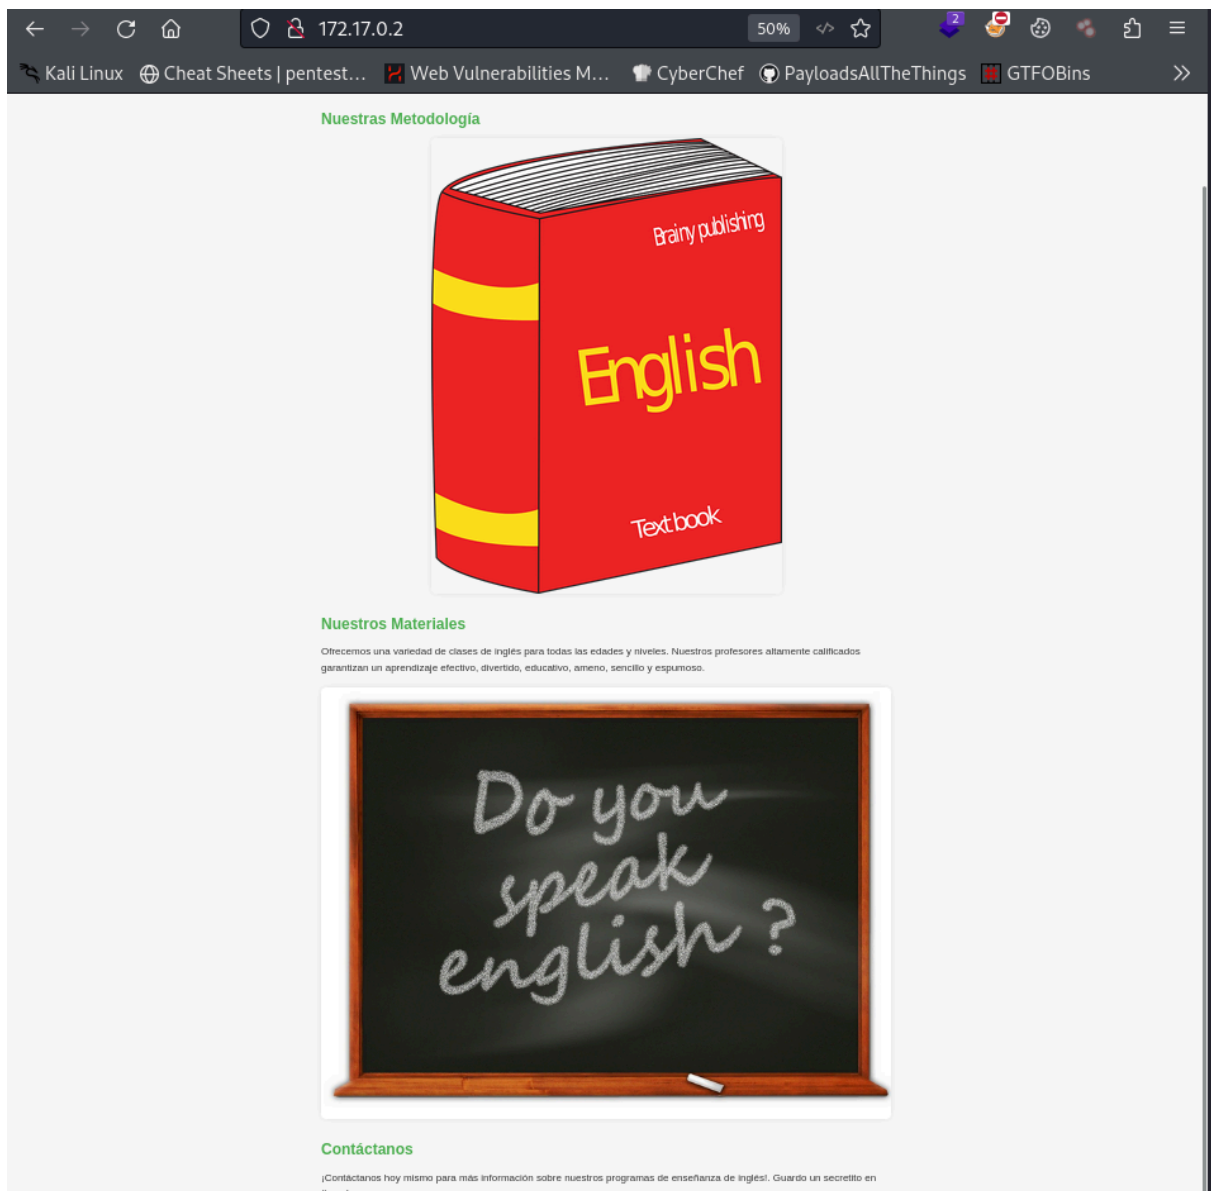 172.17.0.2
50%
2
Kali Linux
Cheat Sheets | pentest...
Web Vulnerabilities M...
CyberChef
PayloadsAllTheThings
GTFOBins
Nuestras Metodología
Brainy publishing
English
Textbook
Nuestros Materiales
Ofrecemos una variedad de clases de inglés para todas las edades y niveles. Nuestros profesores altamente calificados
garantizan un aprendizaje efectivo, divertido, educativo, ameno, sencillo y espumoso.
Do you
speak
english ?
Contáctanos
¡Contáctanos hoy mismo para más información sobre nuestros programas de enseñanza de inglés!. Guardo un secretito en